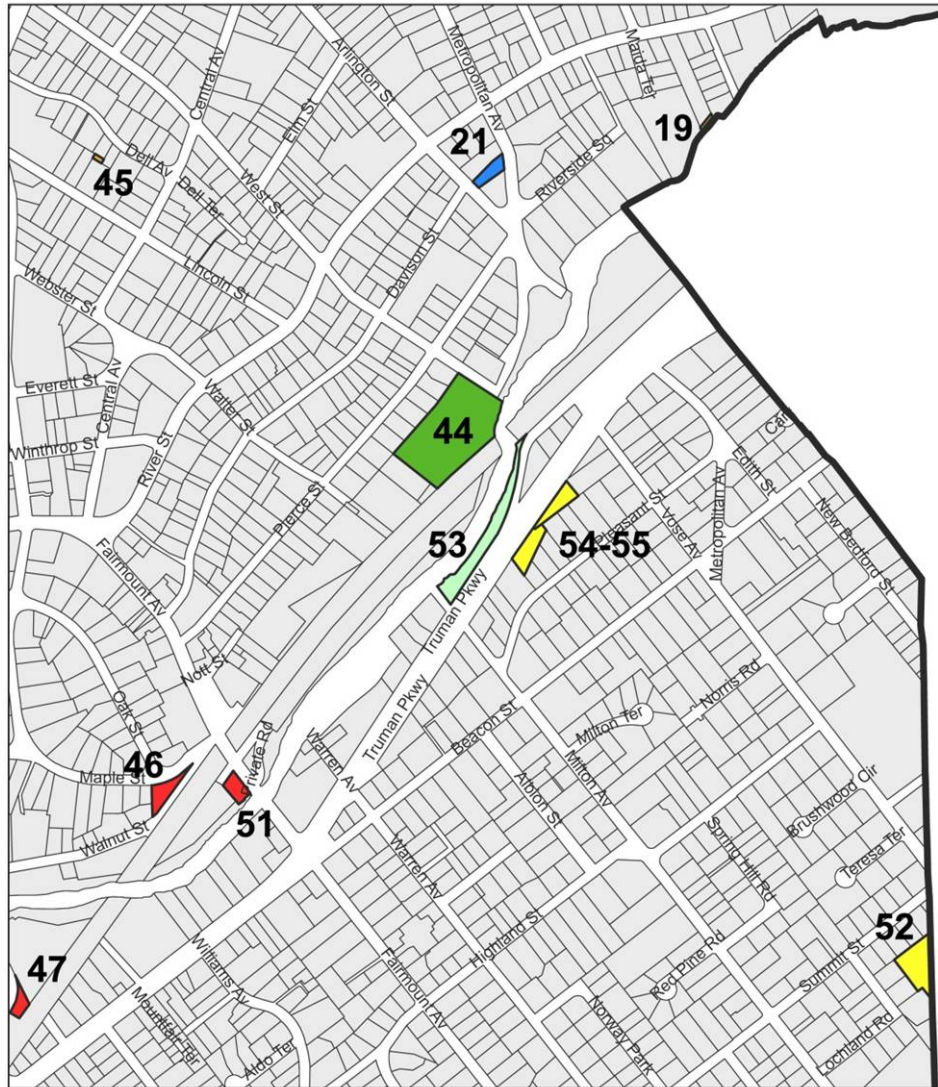 Central Av
Arlington St
Metropolitan Av
Maida Ter
Elm St
21
19
Riverside Sq
45
Dell Av
Dell Ter
West St
Davison St
Lincoln St
Webster St
Everett St
Central Av
Walter St
44
Winthrop St
River St
Pierce St
Edith St
Metropolitan Av
Pleasant St
Vose Av
New Bedford St
53
54-55
Fairmount Av
Truman Pkwy
Nott St
Oak St
Norris Rd
Milton Ter
Beacon St
Truman Pkwy
Private Rd
Warren Av
46
Maple St
Milton Av
Albion St
51
Walnut St
Brushwood Cir
Spring Hill Rd
Teresa Ter
Warren Av
52
Highland S
Summit St
Red Pine Rd
47
Williams Av
Fairmount Av
Mountfair Ter
Norway Park
Lochland Rd
Aldo Ter